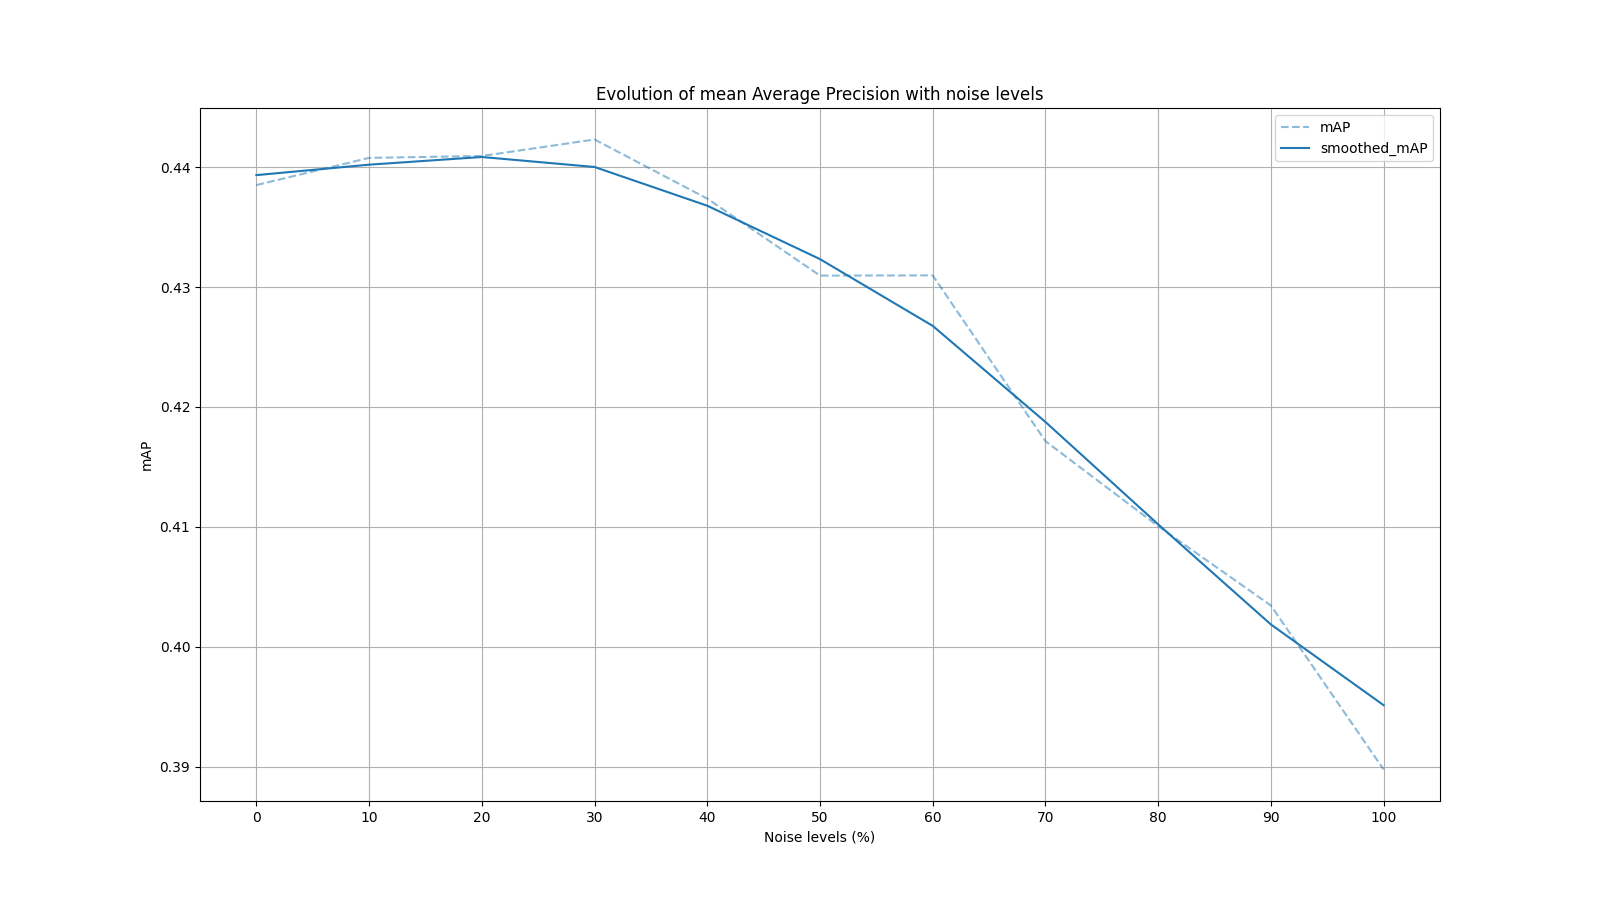 Evolution of mean Average Precision with noise levels
mAP
smoothed_mAP
0.44
0.43
0.42
0.41
0.40
0.39
mAP
0 10 20 30 40 50 60 70 80 90 100
Noise levels (%)